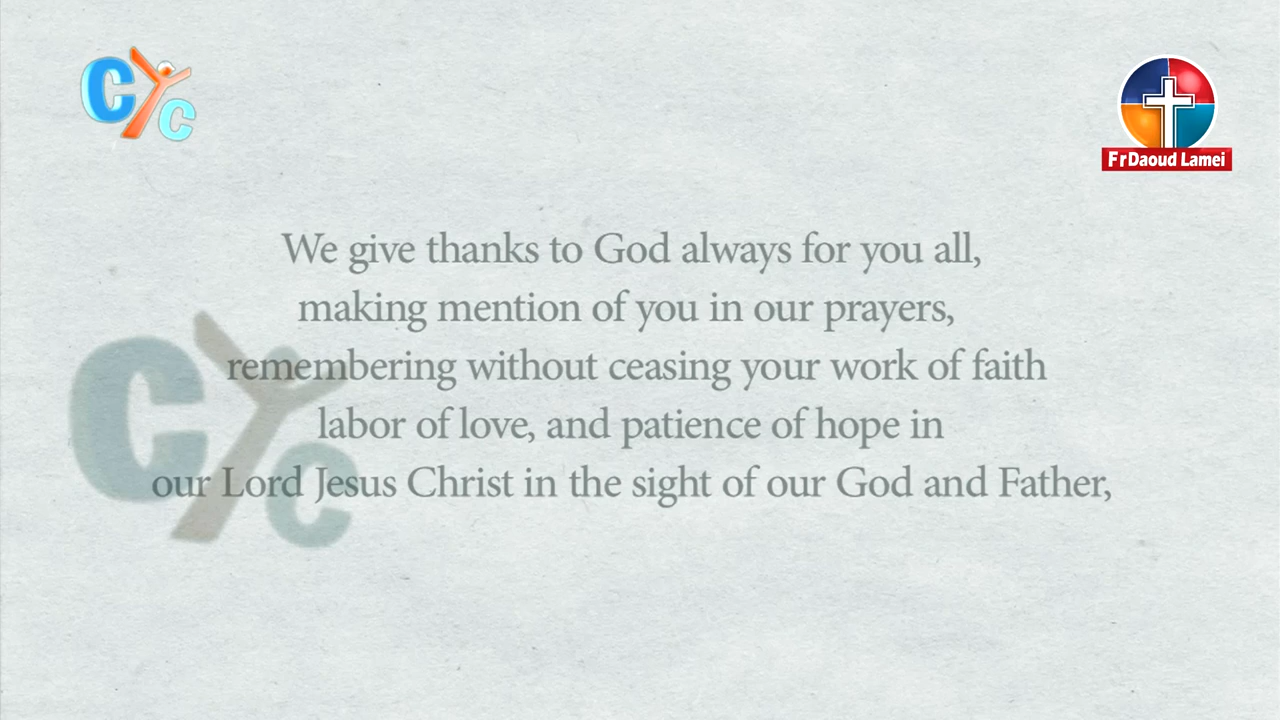 CYC
FrDaoud Lamei
We give thanks to God always for you all,
making mention of you in our prayers,
remembering without ceasing your work of faith
labor of love, and patience of hope in
our Lord Jesus Christ in the sight of our God and Father,
CYC